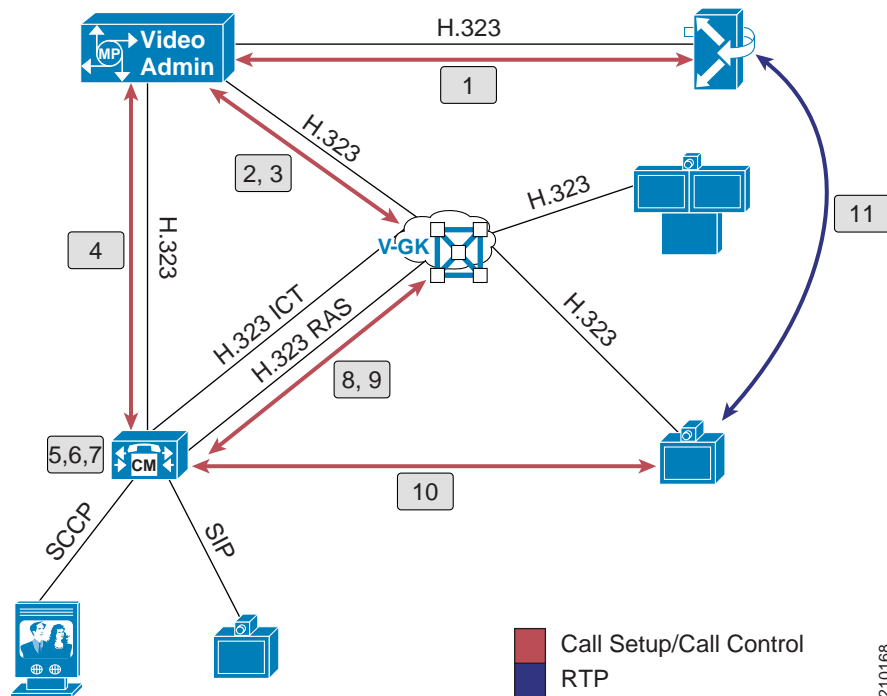 H.323
MP
Video
Admin
1
H.323
2, 3
H.323
11
4
H.323
V-GK
H.323 ICT
H.323 RAS
H.323
8, 9
5,6,7
CM
10
SCCP
SIP
Call Setup/Call Control
RTP
210168